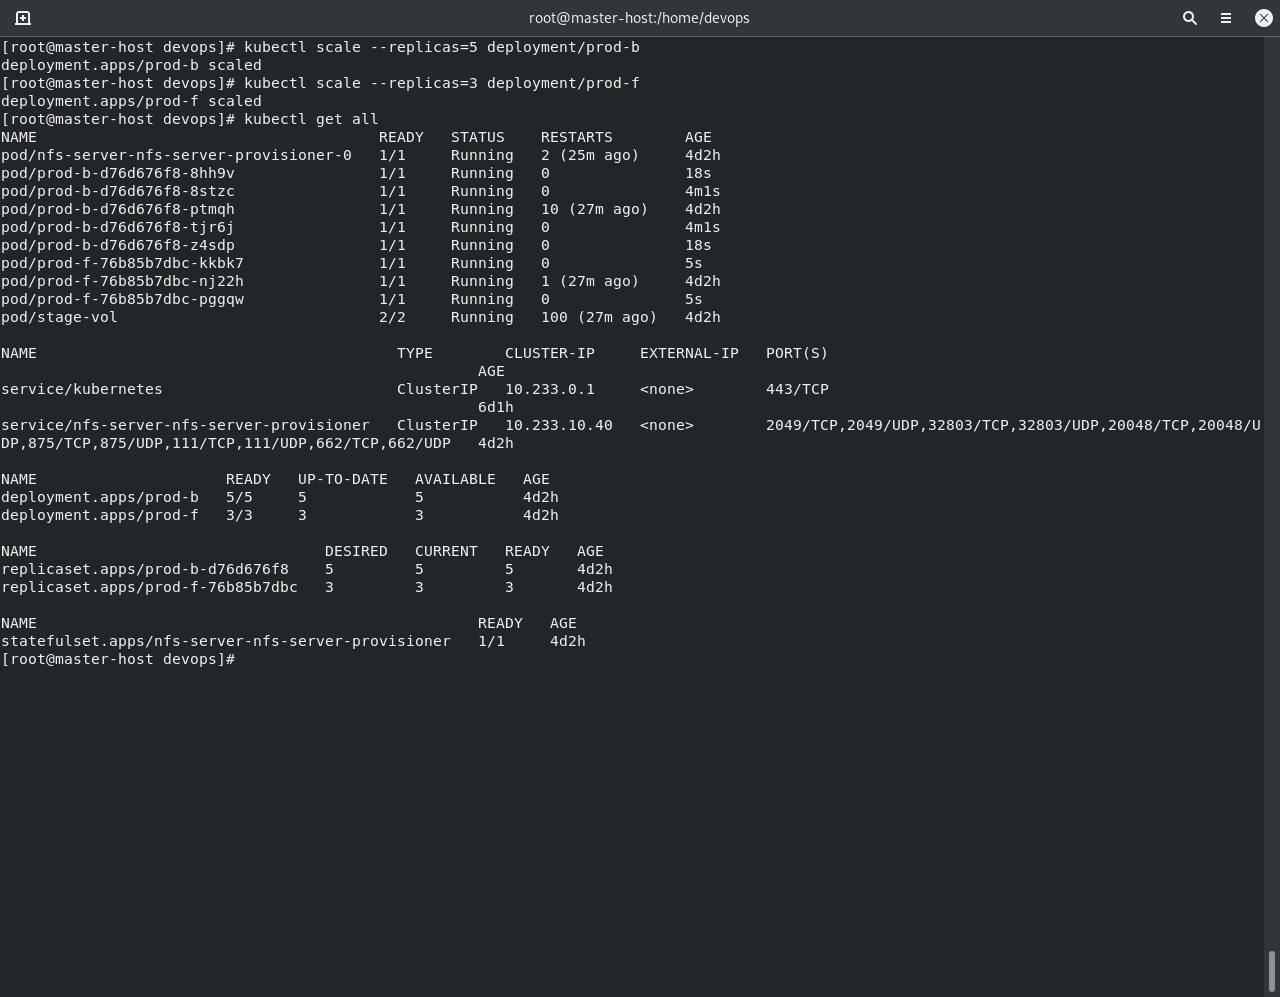 root@master-host:/home/devops
[root@master-host devops]# kubectl scale --replicas=5 deployment/prod-b
deployment.apps/prod-b scaled
[root@master-host devops]# kubectl scale --replicas=3 deployment/prod-f
deployment.apps/prod-f scaled
[root@master-host devops]# kubectl get all
NAME                                      READY   STATUS    RESTARTS        AGE
pod/nfs-server-nfs-server-provisioner-0   1/1     Running   2 (25m ago)     4d2h
pod/prod-b-d76d676f8-8hh9v                1/1     Running   0               18s
pod/prod-b-d76d676f8-8stzc                1/1     Running   0               4m1s
pod/prod-b-d76d676f8-ptmqh                1/1     Running   10 (27m ago)    4d2h
pod/prod-b-d76d676f8-tjr6j                1/1     Running   0               4m1s
pod/prod-b-d76d676f8-z4sdp                1/1     Running   0               18s
pod/prod-f-76b85b7dbc-kkbk7               1/1     Running   0               5s
pod/prod-f-76b85b7dbc-nj22h               1/1     Running   1 (27m ago)     4d2h
pod/prod-f-76b85b7dbc-pggqw               1/1     Running   0               5s
pod/stage-vol                             2/2     Running   100 (27m ago)   4d2h
NAME                                        TYPE        CLUSTER-IP     EXTERNAL-IP   PORT(S)
AGE
service/kubernetes                          ClusterIP   10.233.0.1     <none>        443/TCP
6d1h
service/nfs-server-nfs-server-provisioner   ClusterIP   10.233.10.40   <none>        2049/TCP,2049/UDP,32803/TCP,32803/UDP,20048/TCP,20048/U
DP,875/TCP,875/UDP,111/TCP,111/UDP,662/TCP,662/UDP   4d2h
NAME                     READY   UP-TO-DATE   AVAILABLE   AGE
deployment.apps/prod-b   5/5     5            5           4d2h
deployment.apps/prod-f   3/3     3            3           4d2h
NAME                                DESIRED   CURRENT   READY   AGE
replicaset.apps/prod-b-d76d676f8    5         5         5       4d2h
replicaset.apps/prod-f-76b85b7dbc   3         3         3       4d2h
NAME                                                 READY   AGE
statefulset.apps/nfs-server-nfs-server-provisioner   1/1     4d2h
[root@master-host devops]#